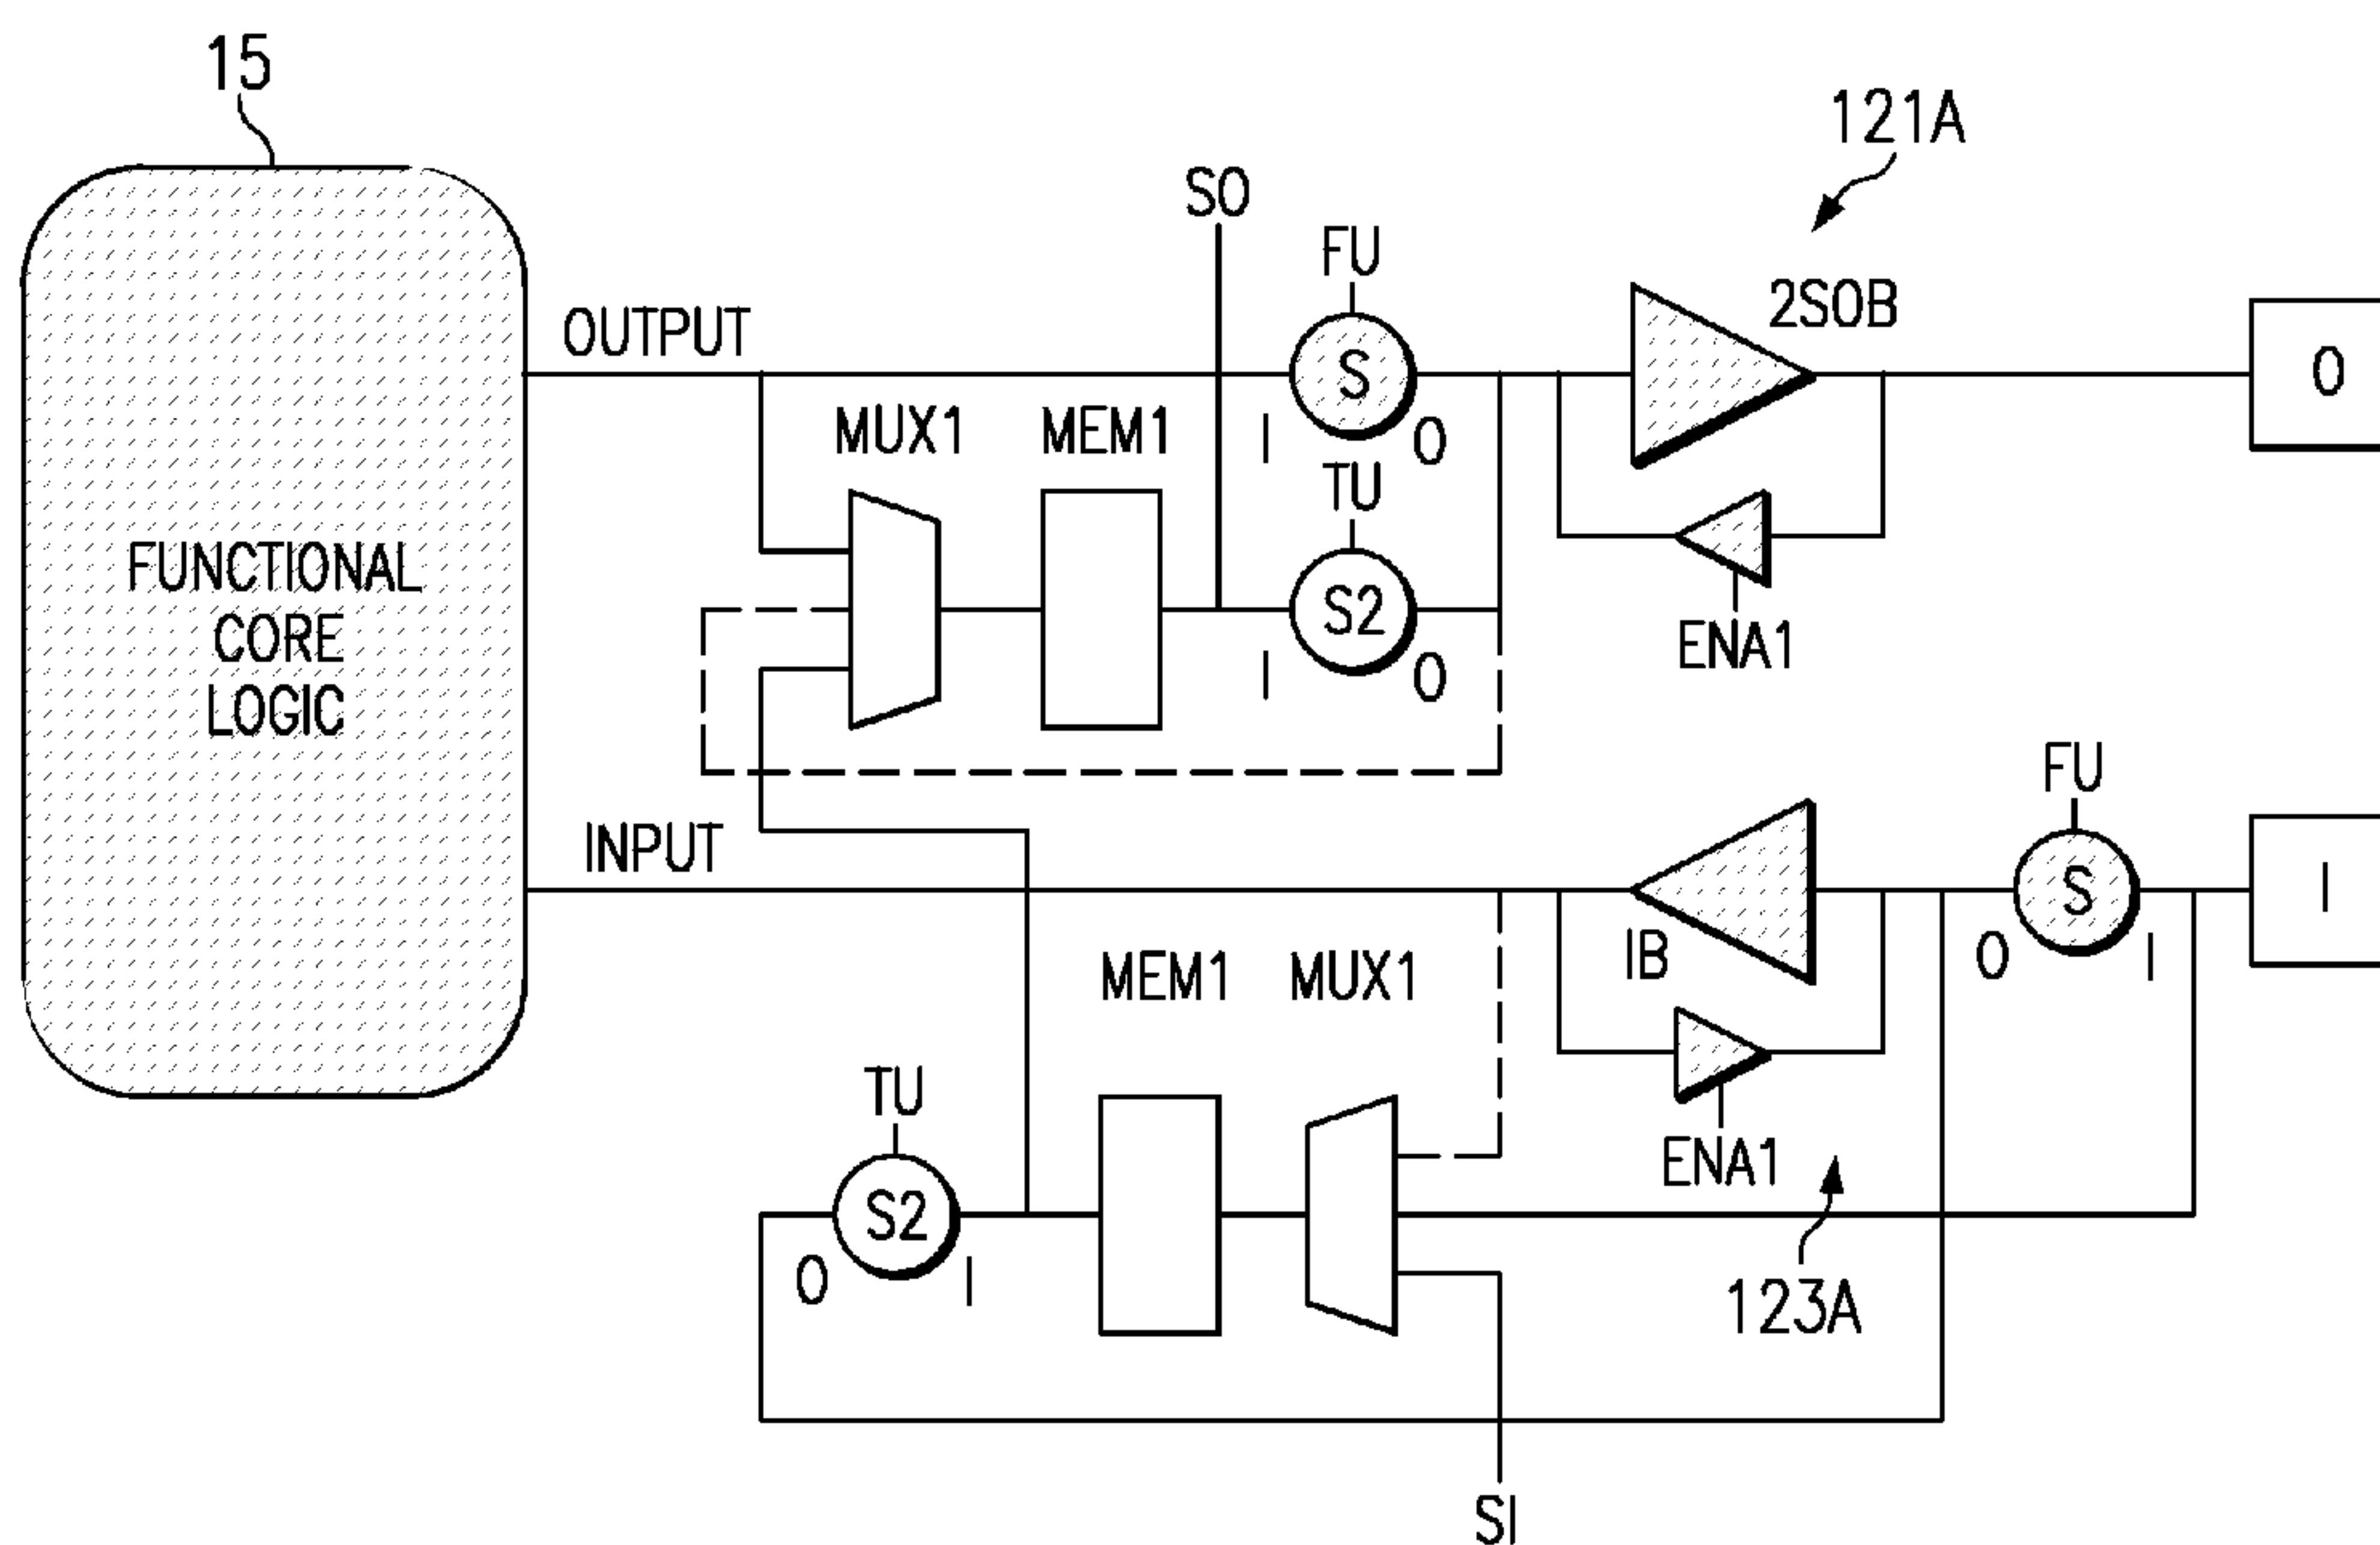 15
121A
SO
FU
2SOB
OUTPUT
S
O
MUX1
MEM1
I
O
TU
FUNCTIONAL
CORE
LOGIC
S2
ENA1
I
O
FU
INPUT
S
I
IB
O
I
MEM1
MUX1
TU
ENA1
S2
O
I
123A
SI